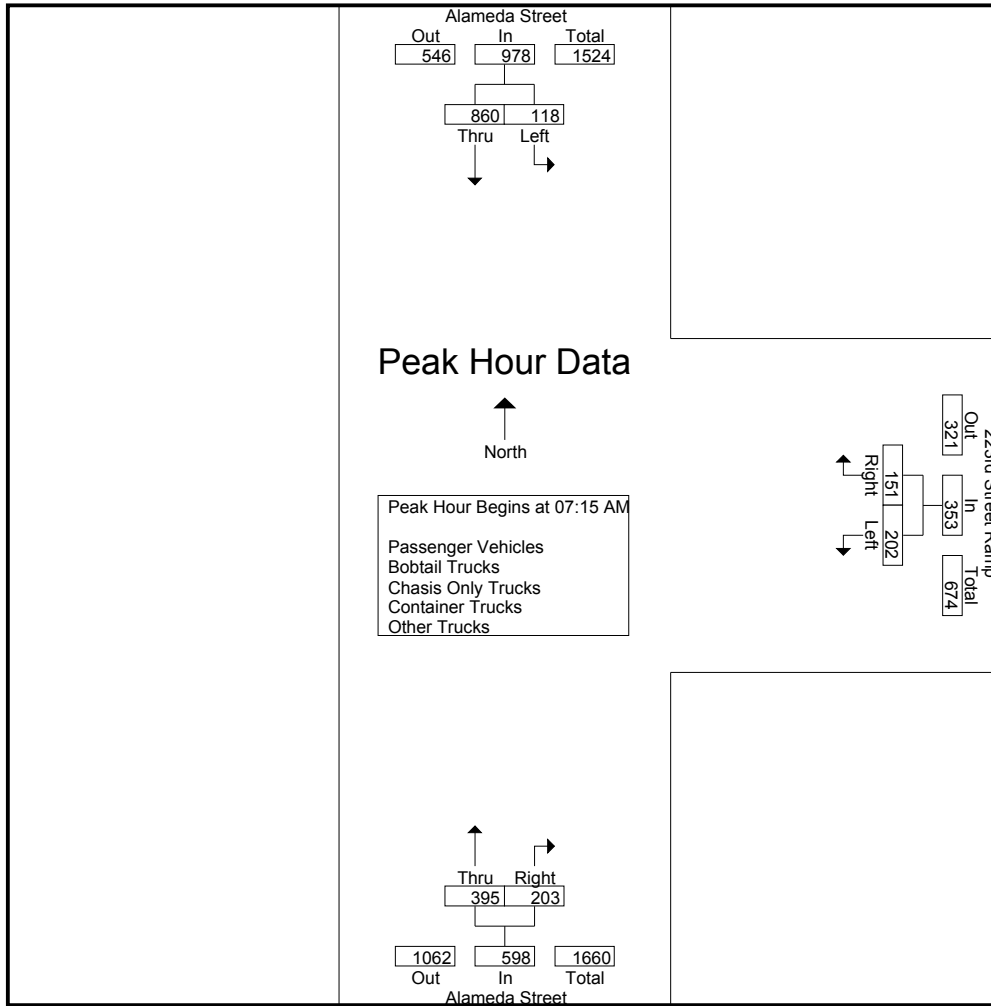 Alameda Street
Out In Total
546 978 1524
860 118
Thru Left
Peak Hour Data
North
Peak Hour Begins at 07:15 AM
Passenger Vehicles
Bobtail Trucks
Chasis Only Trucks
Container Trucks
Other Trucks
Street Ramp
Out In Total
321 353 674
151 202
Right Left
Thru Right
395 203
1062 598 1660
Out In Total
Alameda Street